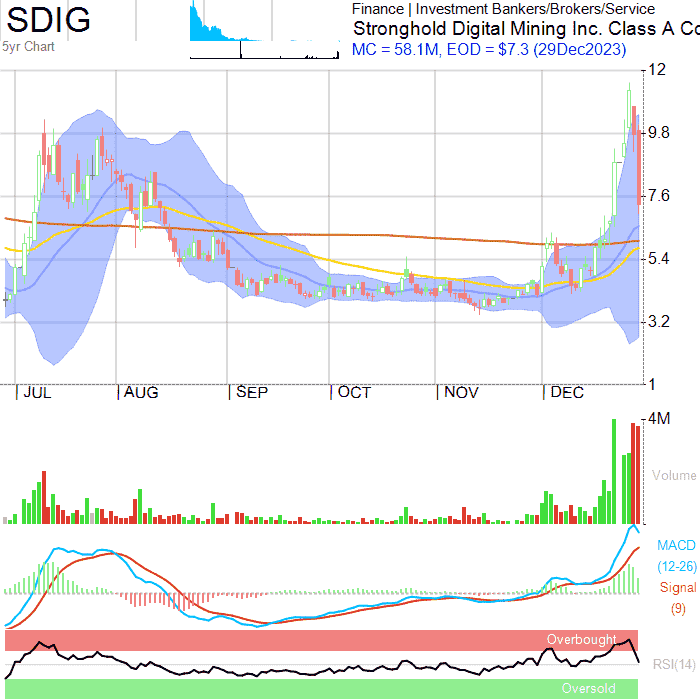 SDIG
5yr Chart
Finance | Investment Bankers/Brokers/Service
Stronghold Digital Mining Inc. Class A Co
MC = 58.1M, EOD = $7.3 (29Dec2023)
12
9.8
7.6
5.4
3.2
1
JUL AUG SEP OCT NOV DEC
4M
Volume
MACD
(12-26)
Signal
(9)
Overbought
RSI(14)
Oversold